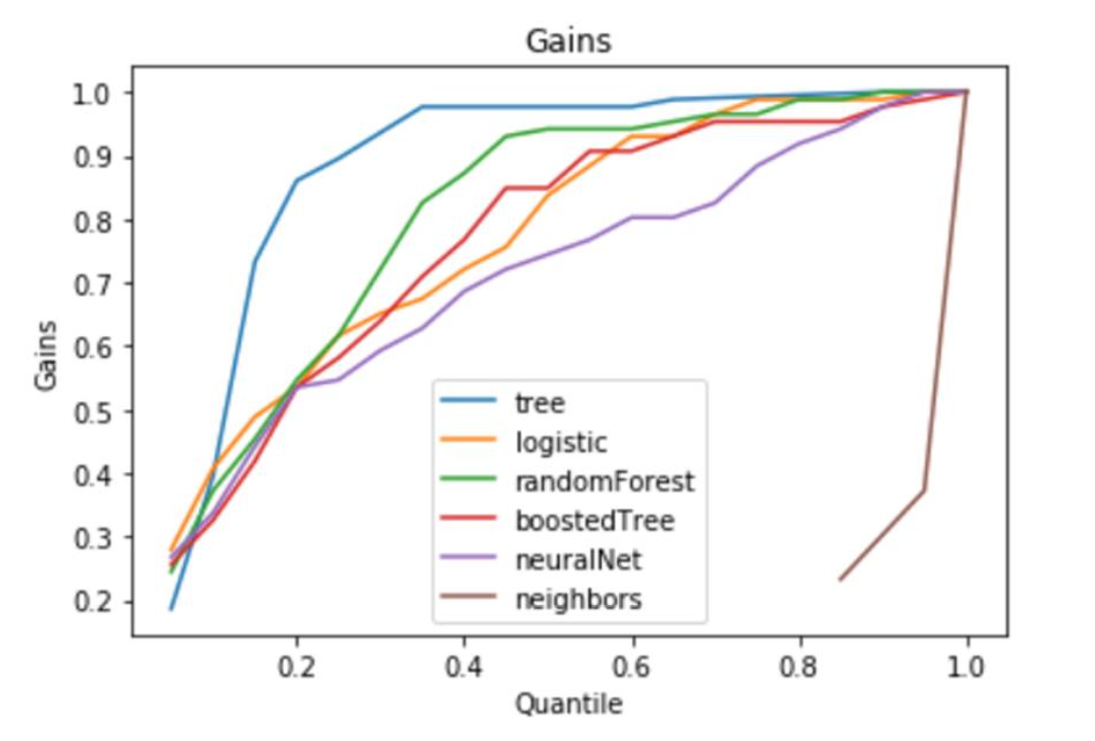 Gains
1.0
0.9
0.8
0.7
0.6
0.5
0.4
0.3
0.2
Gains
tree
logistic
randomForest
boostedTree
neuralNet
neighbors
0.2 0.4 0.6 0.8 1.0
Quantile